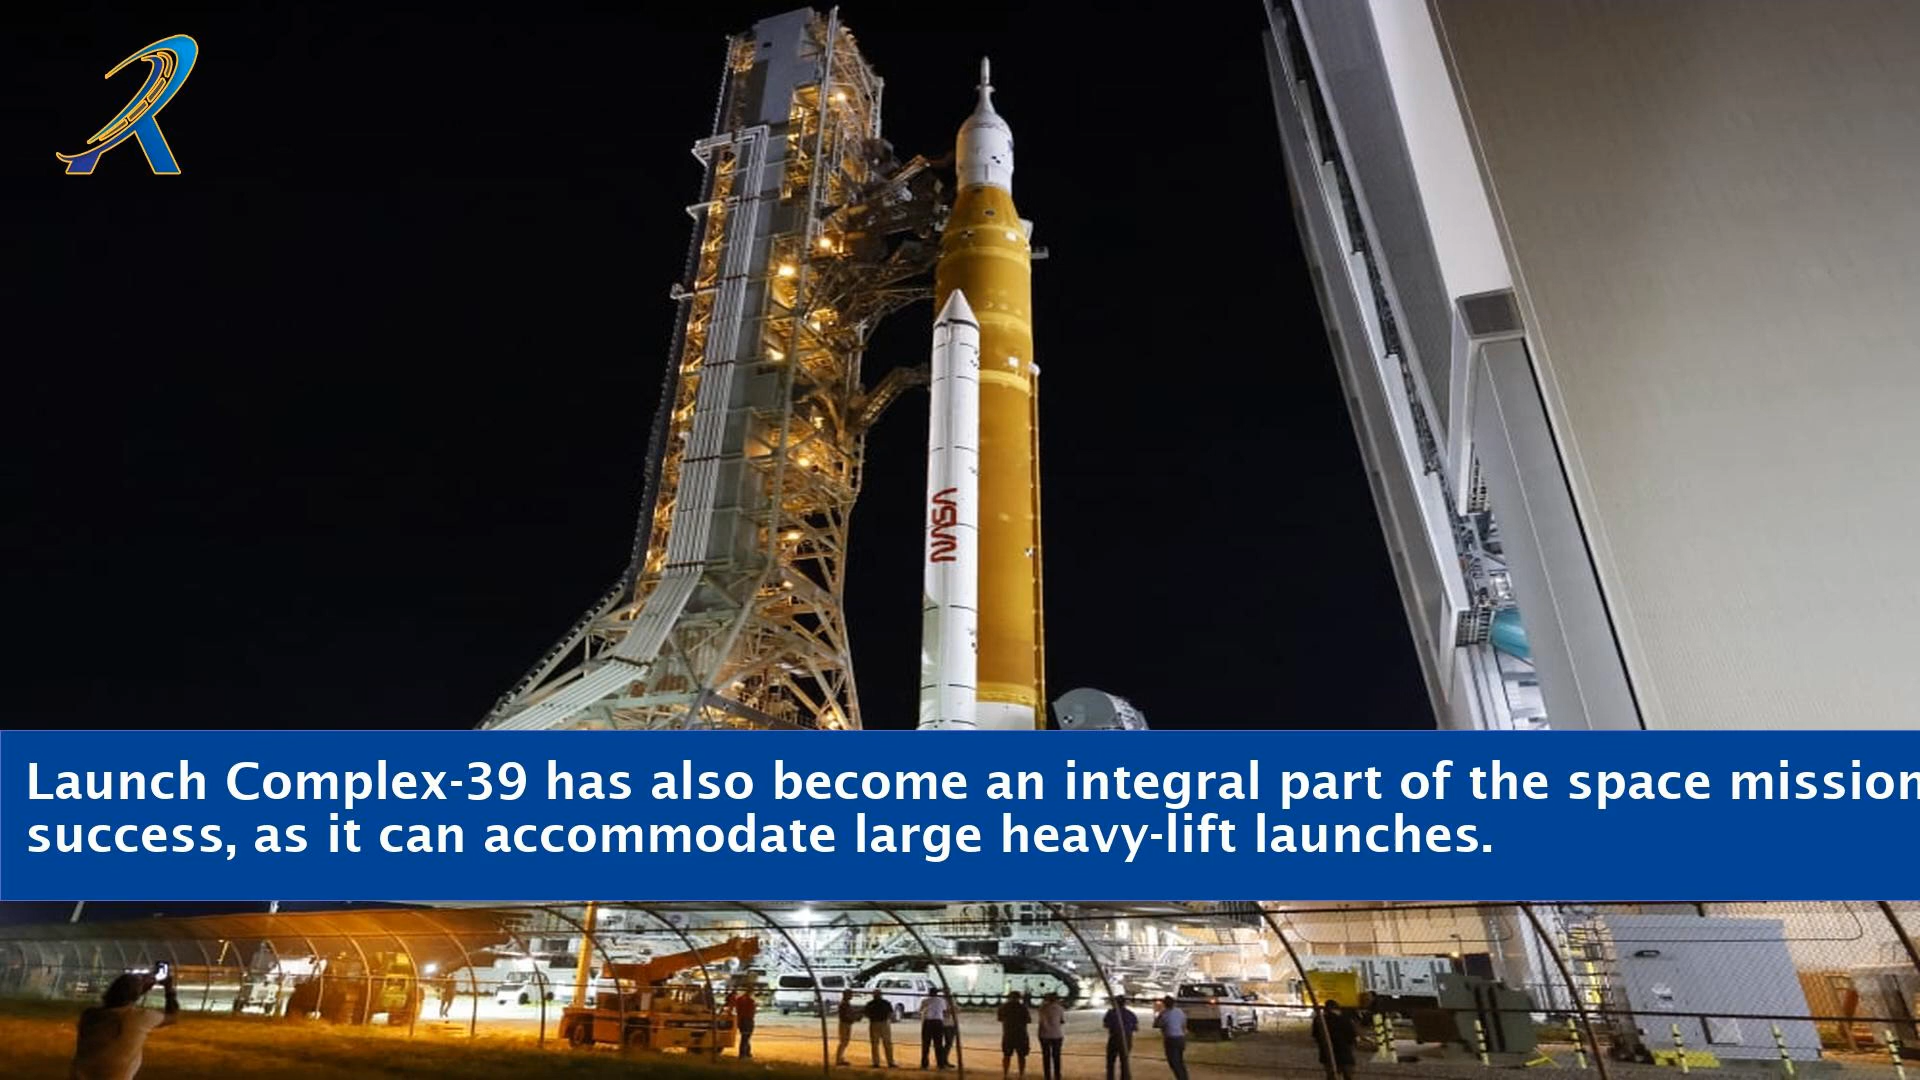 NASA
Launch Complex-39 has also become an integral part of the space mission
success, as it can accommodate large heavy-lift launches.